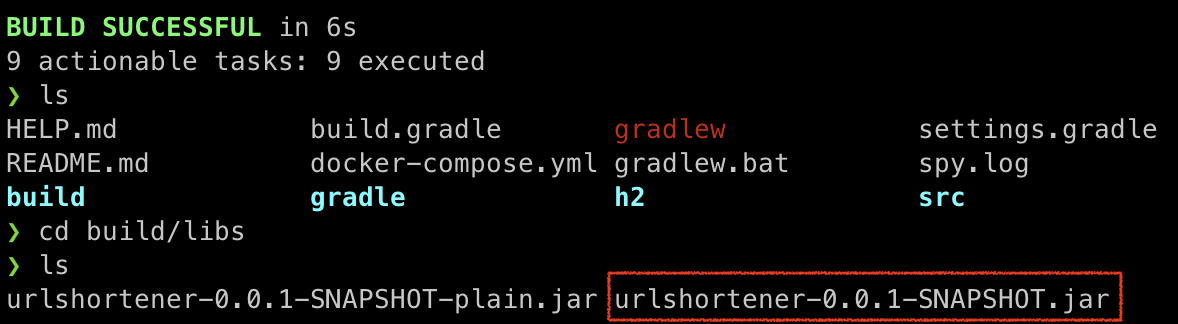 BUILD SUCCESSFUL in 6s
9 actionable tasks: 9 executed
❯ ls
HELP.md build.gradle gradlew settings.gradle
README.md docker-compose.yml gradlew.bat spy.log
build gradle h2 src
❯ cd build/libs
❯ ls
urlshortener-0.0.1-SNAPSHOT-plain.jar urlshortener-0.0.1-SNAPSHOT.jar